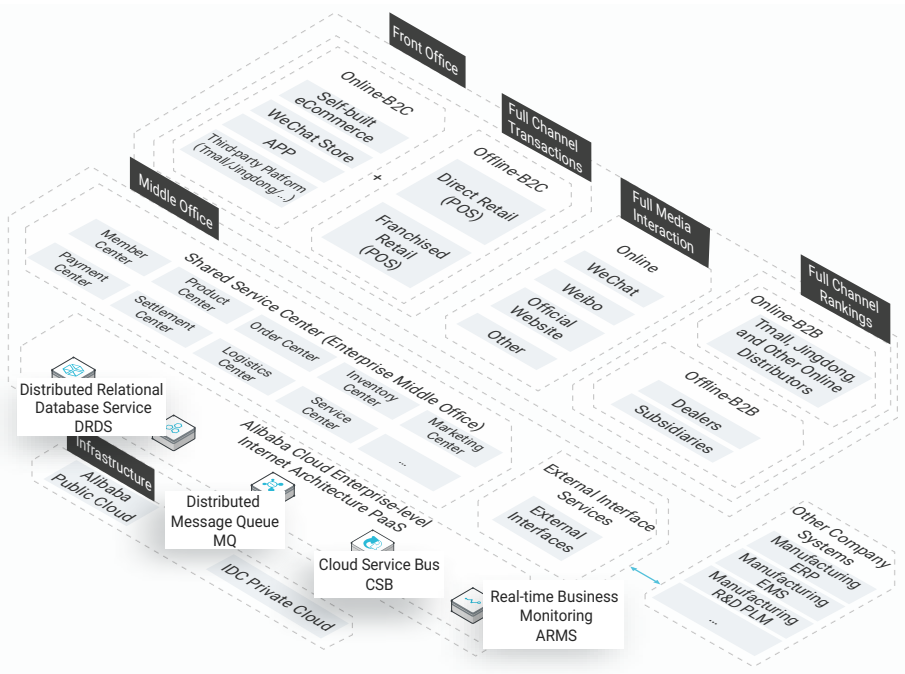 Front Office
Online-B2C
Self-built
eCommerce
WeChat Store
APP
Third-party Platform
(Tmall/Jingdong/...)
+
Full Channel
Transactions
Offline-B2C
Direct Retail
(POS)
Franchised
Retail
(POS)
Full Media
Interaction
Online
WeChat
Weibo
Official
Website
Other
Full Channel
Rankings
Online-B2B
Tmall, Jingdong,
and Other Online
Distributors
Offline-B2B
Dealers
Subsidiaries
Middle Office
Shared Service Center (Enterprise Middle Office)
Member
Center
Product
Center
Order Center
Inventory
Center
Marketing
Center
Payment
Center
Settlement
Center
Logistics
Center
Service
Center
...
Alibaba Cloud Enterprise-level
Internet Architecture PaaS
Distributed Relational
Database Service
DRDS
Distributed
Message Queue
MQ
Cloud Service Bus
CSB
Real-time Business
Monitoring
ARMS
Infrastructure
Alibaba
Public Cloud
IDC Private Cloud
External Interface
Services
External
Interfaces
Other Company
Systems
Manufacturing
ERP
Manufacturing
EMS
Manufacturing
R&D PLM
...